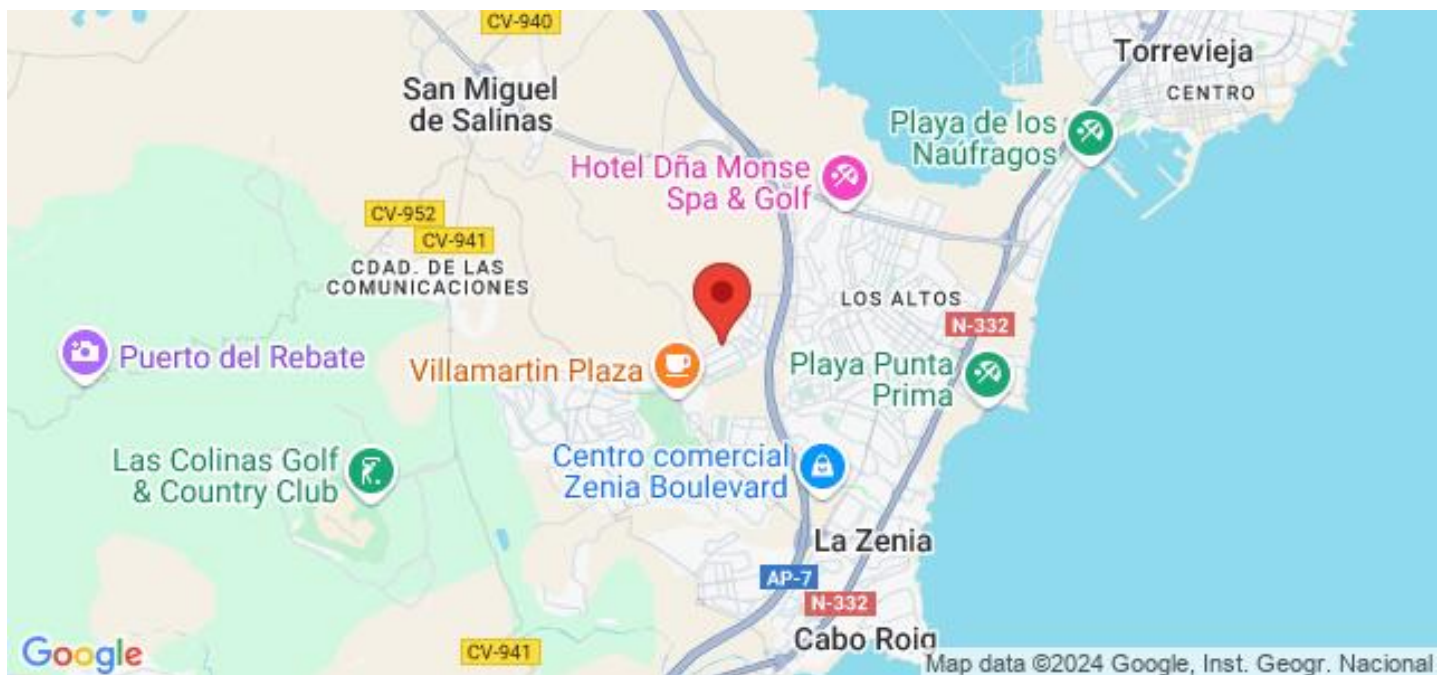 CV-940
Torrevieja
CENTRO
San Miguel
de Salinas
Playa de los
Naúfragos
Hotel Dña Monse
Spa & Golf
CV-952
CV-941
CDAD. DE LAS
COMUNICACIONES
LOS ALTOS
N-332
Puerto del Rebate
Villamartin Plaza
Playa Punta
Prima
Las Colinas Golf
& Country Club
Centro comercial
Zenia Boulevard
La Zenia
AP-7
N-332
Cabo Roig
CV-941
Google
Map data ©2024 Google, Inst. Geogr. Nacional